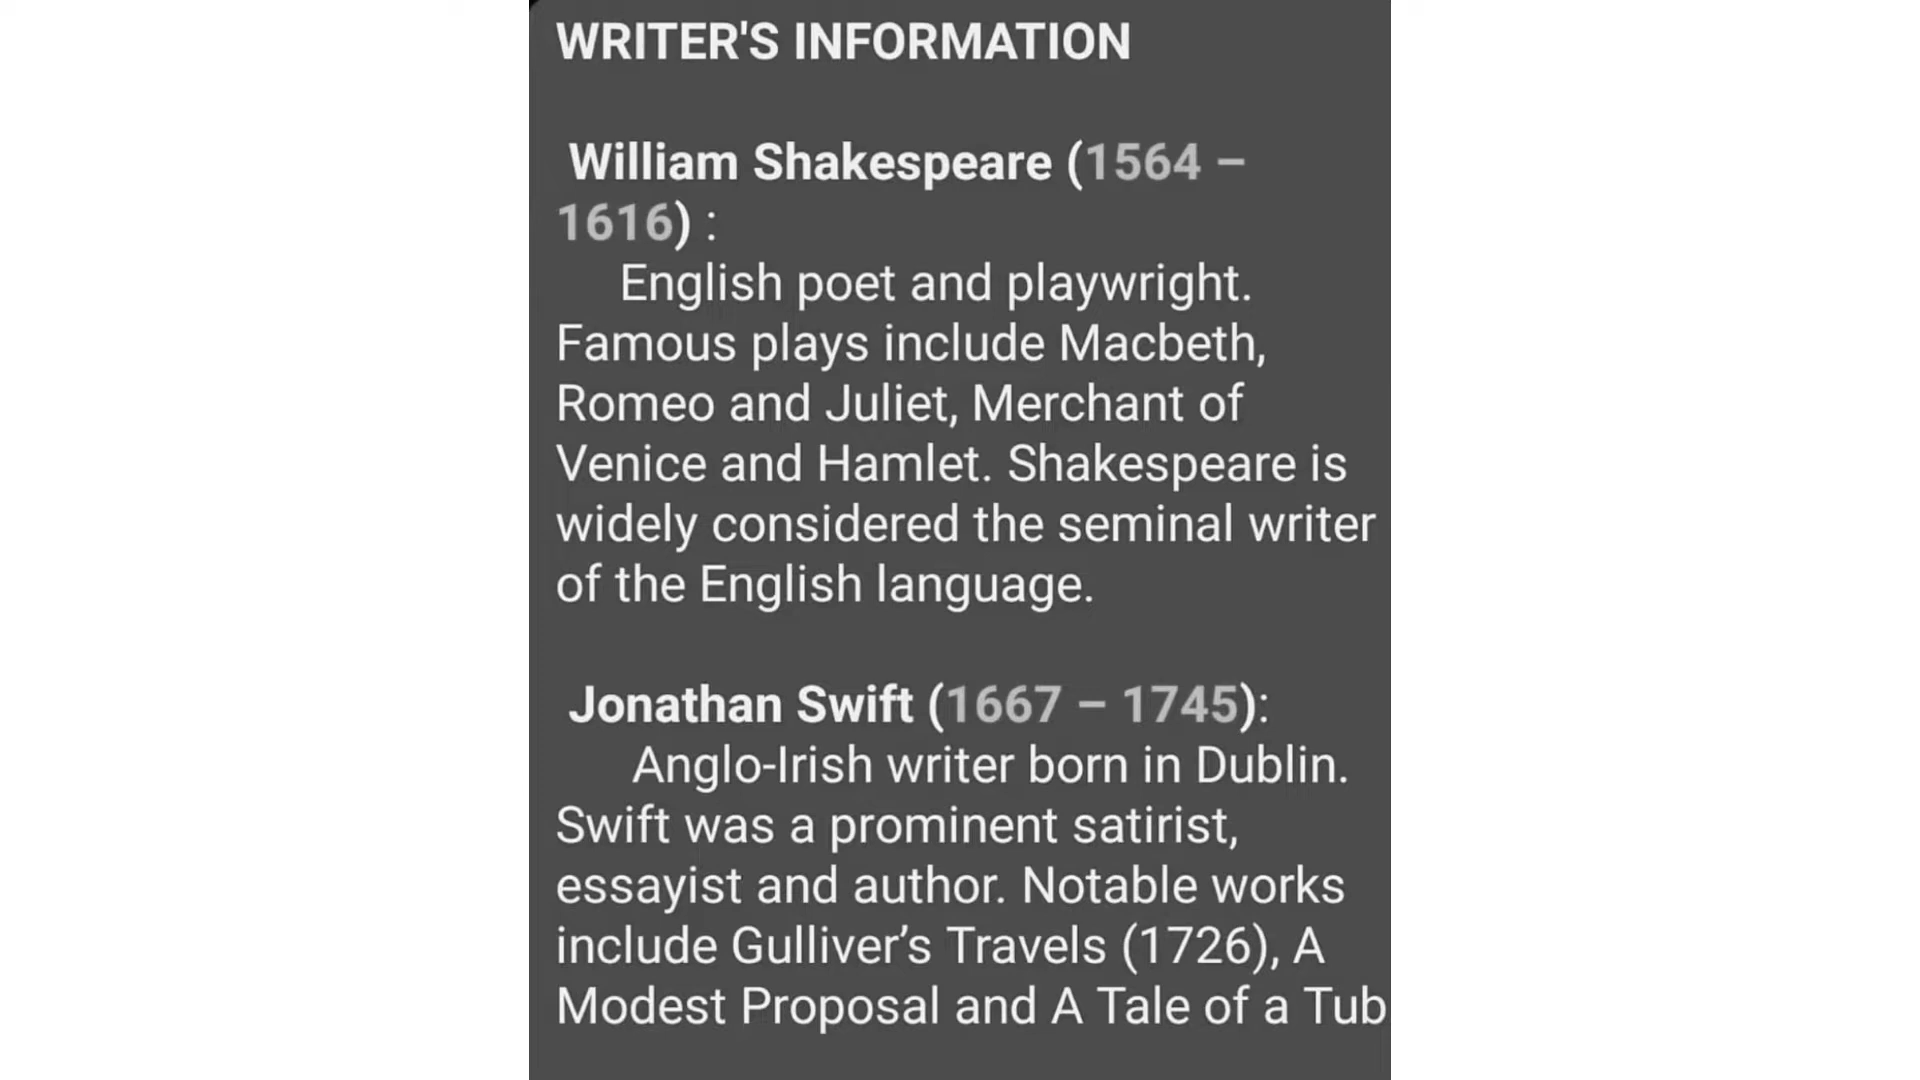 WRITER'S INFORMATION
William Shakespeare (1564 –
1616) :
English poet and playwright.
Famous plays include Macbeth,
Romeo and Juliet, Merchant of
Venice and Hamlet. Shakespeare is
widely considered the seminal writer
of the English language.
Jonathan Swift (1667 – 1745):
Anglo-Irish writer born in Dublin.
Swift was a prominent satirist,
essayist and author. Notable works
include Gulliver’s Travels (1726), A
Modest Proposal and A Tale of a Tub